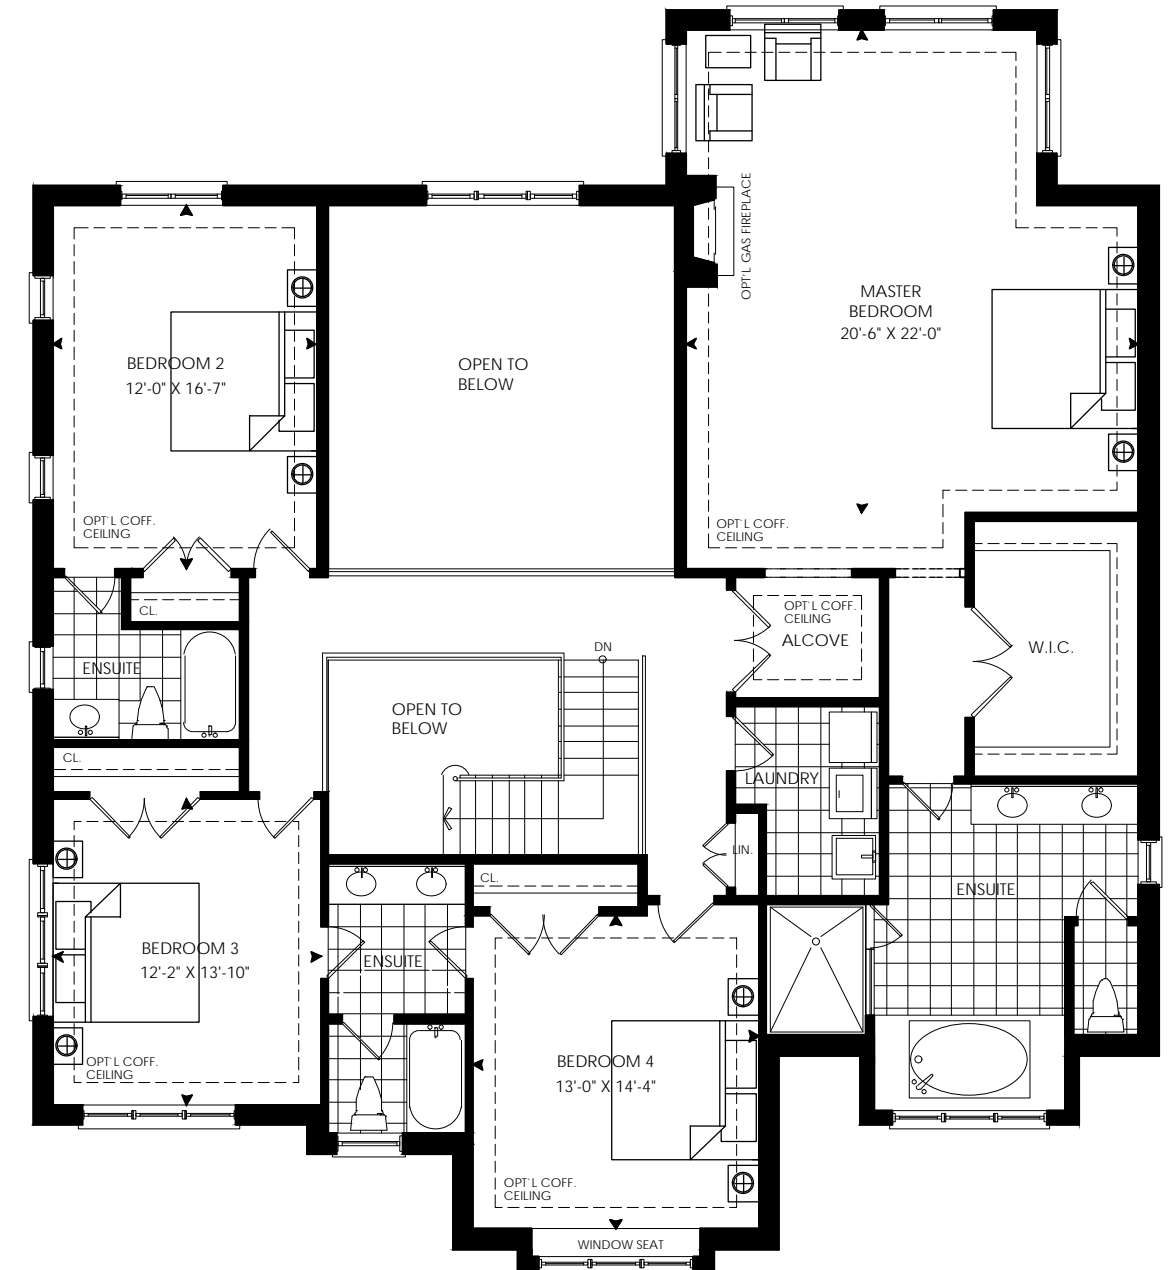 OPT'L GAS FIREPLACE
MASTER
BEDROOM
20'-6" X 22'-0"
BEDROOM 2
12'-0" X 16'-7"
OPEN TO
BELOW
OPT'L COFF.
CEILING
OPT'L COFF.
CEILING
CL.
OPT'L COFF.
CEILING
ALCOVE
W.I.C.
ENSUITE
DN
OPEN TO
BELOW
CL.
LAUNDRY
LIN.
CL.
ENSUITE
BEDROOM 3
12'-2" X 13'-10"
ENSUITE
OPT'L COFF.
CEILING
BEDROOM 4
13'-0" X 14'-4"
OPT'L COFF.
CEILING
WINDOW SEAT